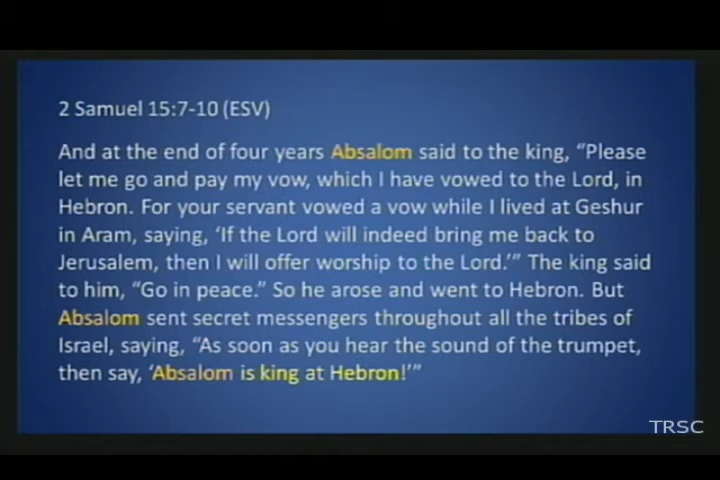 2 Samuel 15:7-10 (ESV)
And at the end of four years Absalom said to the king, “Please
let me go and pay my vow, which I have vowed to the Lord, in
Hebron. For your servant vowed a vow while I lived at Geshur
in Aram, saying, ‘If the Lord will indeed bring me back to
Jerusalem, then I will offer worship to the Lord.’” The king said
to him, “Go in peace.” So he arose and went to Hebron. But
Absalom sent secret messengers throughout all the tribes of
Israel, saying, “As soon as you hear the sound of the trumpet,
then say, ‘Absalom is king at Hebron!’”
TRSC